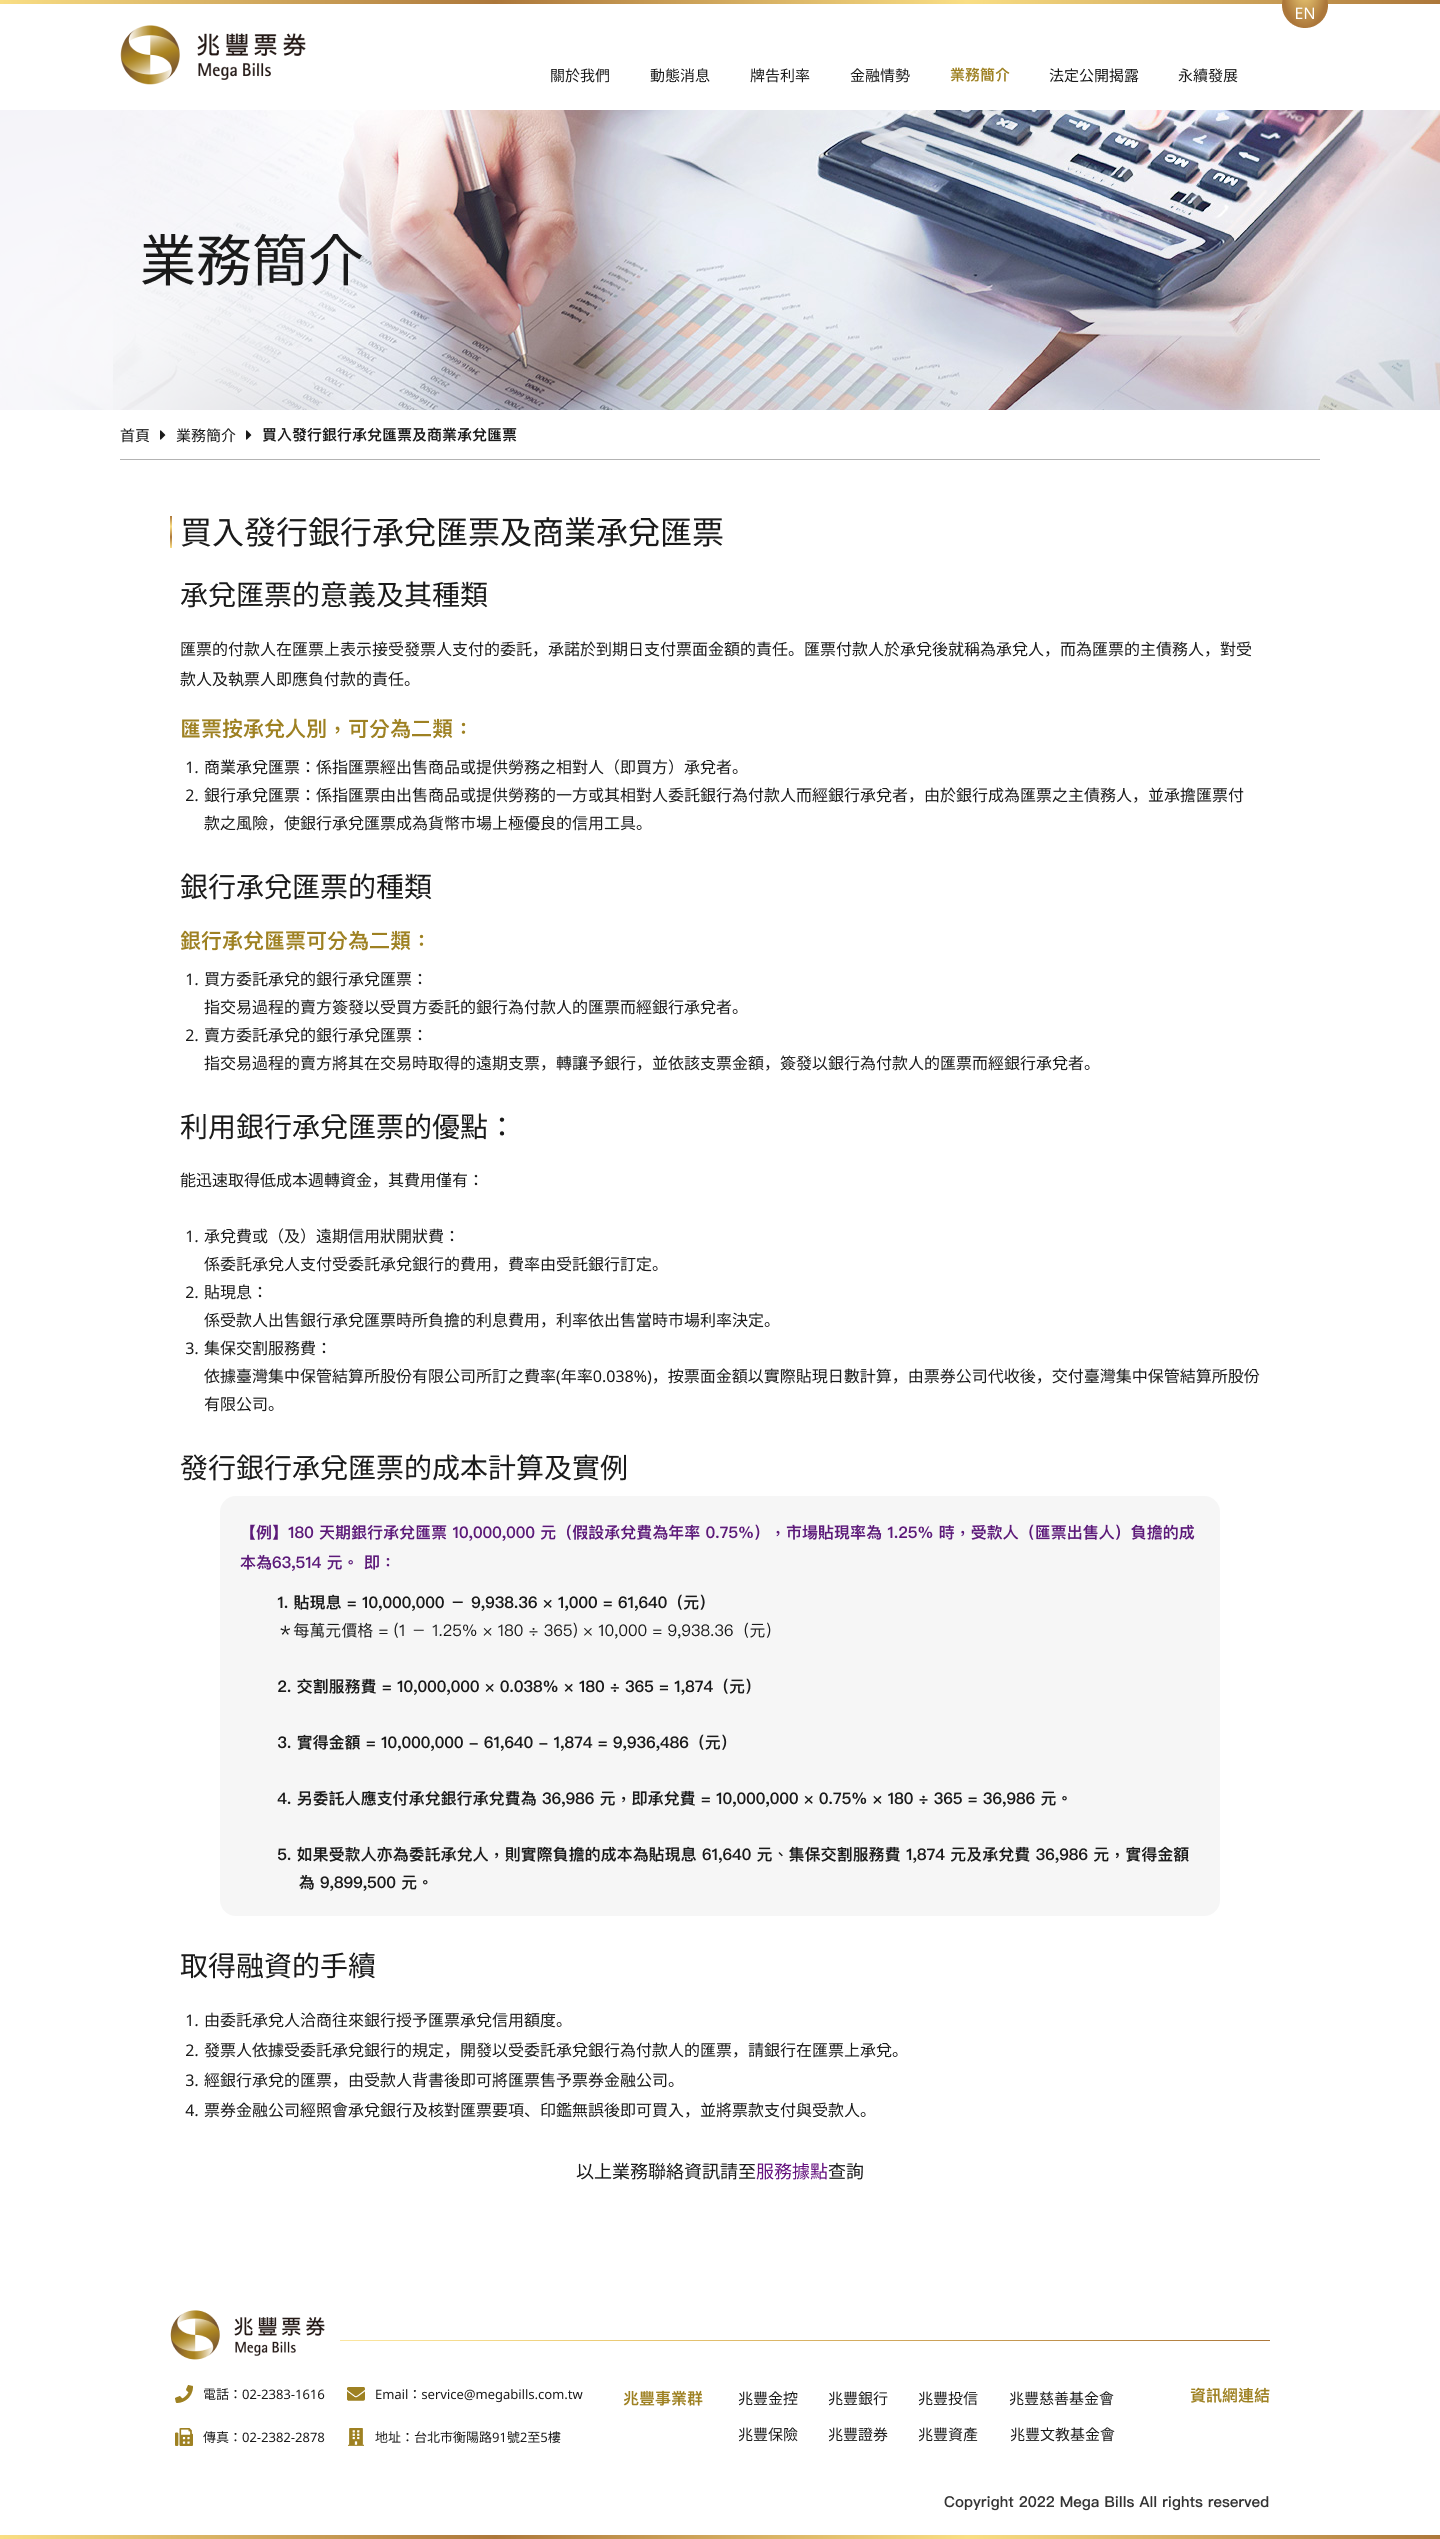 EN
兆豐票券
Mega Bills
關於我們 動態消息 牌告利率 金融情勢 業務簡介 法定公開揭露 永續發展
業務簡介
首頁 業務簡介 買入發行銀行承兌匯票及商業承兌匯票
買入發行銀行承兌匯票及商業承兌匯票
承兌匯票的意義及其種類
匯票的付款人在匯票上表示接受發票人支付的委託，承諾於到期日支付票面金額的責任。匯票付款人於承兌後就稱為承兌人，而為匯票的主債務人，對受
款人及執票人即應負付款的責任。
匯票按承兌人別，可分為二類：
1. 商業承兌匯票：係指匯票經出售商品或提供勞務之相對人（即買方）承兌者。
2. 銀行承兌匯票：係指匯票由出售商品或提供勞務的一方或其相對人委託銀行為付款人而經銀行承兌者，由於銀行成為匯票之主債務人，並承擔匯票付
款之風險，使銀行承兌匯票成為貨幣市場上極優良的信用工具。
銀行承兌匯票的種類
銀行承兌匯票可分為二類：
1. 買方委託承兌的銀行承兌匯票：
指交易過程的賣方簽發以受買方委託的銀行為付款人的匯票而經銀行承兌者。
2. 賣方委託承兌的銀行承兌匯票：
指交易過程的賣方將其在交易時取得的遠期支票，轉讓予銀行，並依該支票金額，簽發以銀行為付款人的匯票而經銀行承兌者。
利用銀行承兌匯票的優點：
能迅速取得低成本週轉資金，其費用僅有：
1. 承兌費或（及）遠期信用狀開狀費：
係委託承兌人支付受委託承兌銀行的費用，費率由受託銀行訂定。
2. 貼現息：
係受款人出售銀行承兌匯票時所負擔的利息費用，利率依出售當時市場利率決定。
3. 集保交割服務費：
依據臺灣集中保管結算所股份有限公司所訂之費率(年率0.038%)，按票面金額以實際貼現日數計算，由票券公司代收後，交付臺灣集中保管結算所股份
有限公司。
發行銀行承兌匯票的成本計算及實例
【例】180 天期銀行承兌匯票 10,000,000 元（假設承兌費為年率 0.75%），市場貼現率為 1.25% 時，受款人（匯票出售人）負擔的成
本為63,514 元。 即：
1. 貼現息 = 10,000,000 － 9,938.36 × 1,000 = 61,640（元）
＊每萬元價格 = (1 － 1.25% × 180 ÷ 365) × 10,000 = 9,938.36（元）
2. 交割服務費 = 10,000,000 × 0.038% × 180 ÷ 365 = 1,874（元）
3. 實得金額 = 10,000,000 – 61,640 – 1,874 = 9,936,486（元）
4. 另委託人應支付承兌銀行承兌費為 36,986 元，即承兌費 = 10,000,000 × 0.75% × 180 ÷ 365 = 36,986 元。
5. 如果受款人亦為委託承兌人，則實際負擔的成本為貼現息 61,640 元、集保交割服務費 1,874 元及承兌費 36,986 元，實得金額
為 9,899,500 元。
取得融資的手續
1. 由委託承兌人洽商往來銀行授予匯票承兌信用額度。
2. 發票人依據受委託承兌銀行的規定，開發以受委託承兌銀行為付款人的匯票，請銀行在匯票上承兌。
3. 經銀行承兌的匯票，由受款人背書後即可將匯票售予票券金融公司。
4. 票券金融公司經照會承兌銀行及核對匯票要項、印鑑無誤後即可買入，並將票款支付與受款人。
以上業務聯絡資訊請至服務據點查詢
兆豐票券
Mega Bills
電話：02-2383-1616 Email：service@megabills.com.tw
傳真：02-2382-2878 地址：台北市衡陽路91號2至5樓
兆豐事業群 兆豐金控 兆豐銀行 兆豐投信 兆豐慈善基金會
兆豐保險 兆豐證券 兆豐資產 兆豐文教基金會
資訊網連結
Copyright 2022 Mega Bills All rights reserved